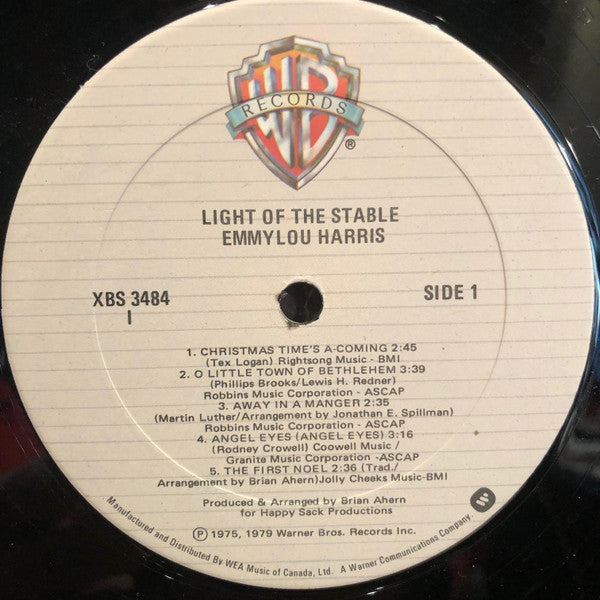 WB
RECORDS
®
LIGHT OF THE STABLE
EMMYLOU HARRIS
XBS 3484
I
SIDE 1
1. CHRISTMAS TIME'S A-COMING 2:45
(Tex Logan) Rightsong Music - BMI
2. O LITTLE TOWN OF BETHLEHEM 3:39
(Phillips Brooks/Lewis H. Redner)
Robbins Music Corporation - ASCAP
3. AWAY IN A MANGER 2:35
(Martin Luther/Arrangement by Jonathan E. Spillman)
Robbins Music Corporation - ASCAP
4. ANGEL EYES (ANGEL EYES) 3:16
(Rodney Crowell) Coowell Music /
Granite Music Corporation -ASCAP
5. THE FIRST NOEL 2:36 (Trad./
Arrangement by Brian Ahern)Jolly Cheeks Music-BMI
Produced & Arranged by Brian Ahern
for Happy Sack Productions
℗ 1975, 1979 Warner Bros. Records Inc.
Manufactured and Distributed By WEA Music of Canada, Ltd. A Warner Communications Company.